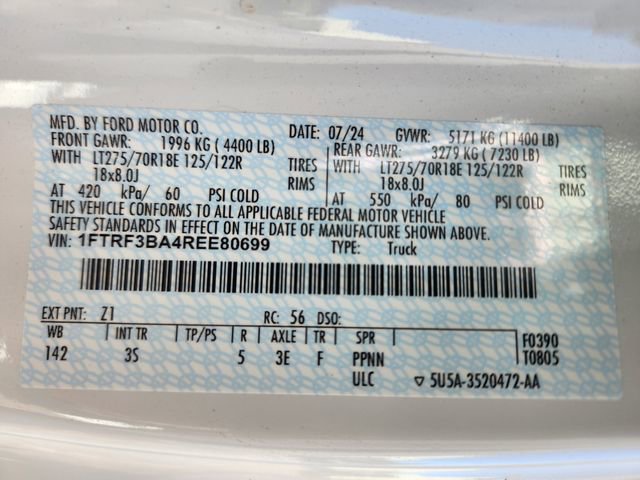 MFD. BY FORD MOTOR CO. DATE: 07/24 GVWR: 5171 KG (11400 LB)
FRONT GAWR: 1996 KG ( 4400 LB) REAR GAWR: 3279 KG ( 7230 LB)
WITH LT275/70R18E 125/122R TIRES WITH LT275/70R18E 125/122R TIRES
18x8.0J RIMS 18x8.0J RIMS
AT 420 kPa/ 60 PSI COLD AT 550 kPa/ 80 PSI COLD
THIS VEHICLE CONFORMS TO ALL APPLICABLE FEDERAL MOTOR VEHICLE
SAFETY STANDARDS IN EFFECT ON THE DATE OF MANUFACTURE SHOWN ABOVE.
VIN: 1FTRF3BA4REE80699 TYPE: Truck
EXT PNT: Z1 RC: 56 DSO:
WB INT TR TP/PS R AXLE TR SPR F0390
142 3S 5 3E F PPNN T0805
ULC ▽ 5U5A-3520472-AA